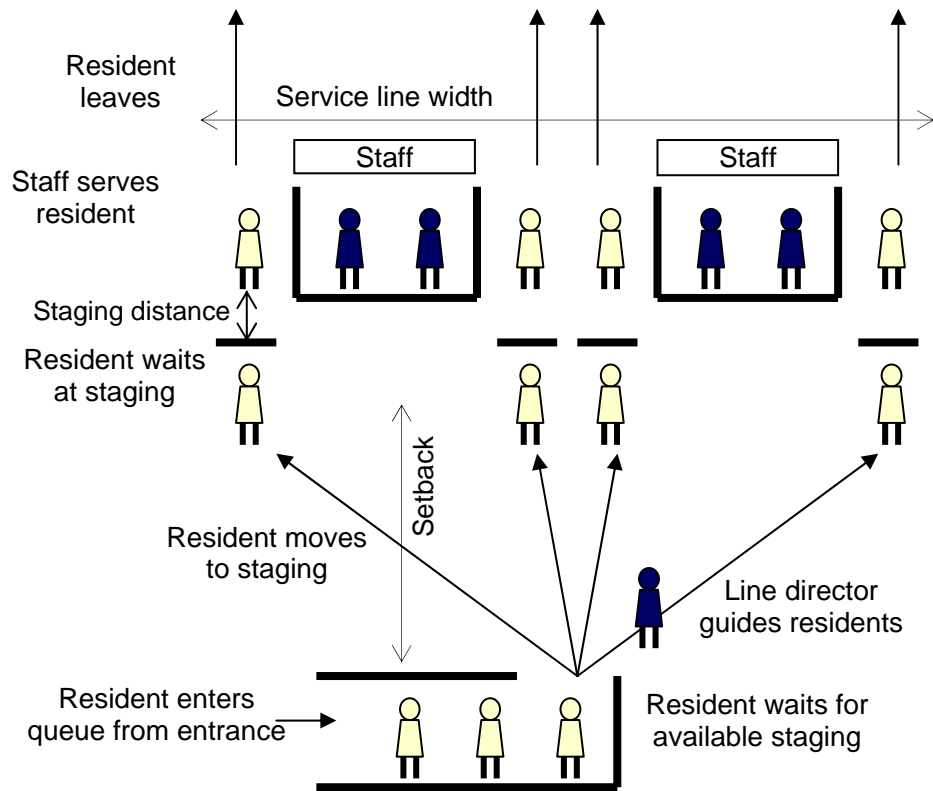 Resident
leaves
Service line width
Staff
Staff
Staff serves
resident
Staging distance
Resident waits
at staging
Setback
Resident moves
to staging
Line director
guides residents
Resident enters
queue from entrance
Resident waits for
available staging